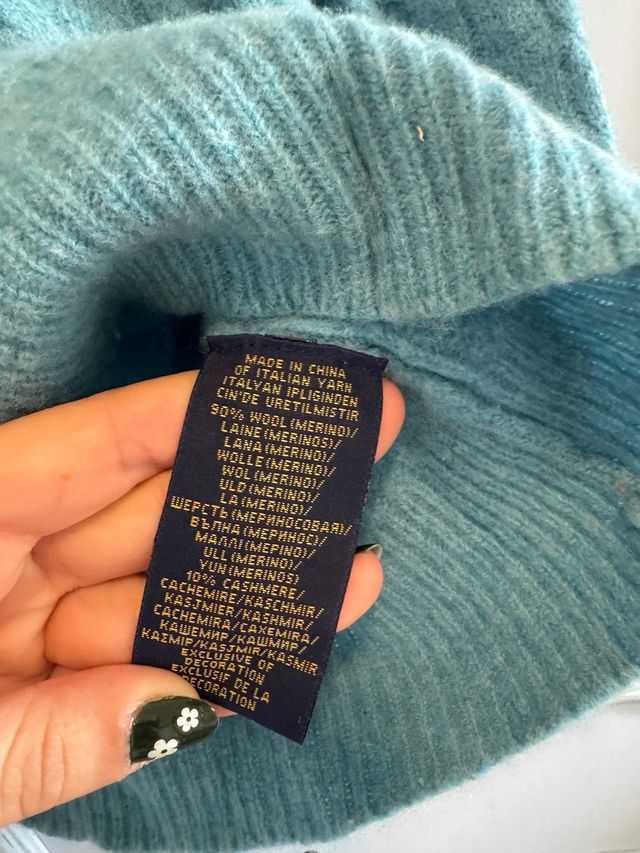 MADE IN CHINA
OF ITALIAN YARN
ITALYAN IPLIGINDEN
CIN'DE URETILMISTIR
90% WOOL (MERINO)/
LAINE (MERINOS)/
LANA (MERINO)/
WOLLE (MERINO)/
WOL (MERINO)/
ULD (MERINO)/
LA (MERINO)/
ШЕРСТЬ (МЕРИНОСОВАЯ)/
ВЪЛНА (МЕРИНОС)/
ΜΑΛΛΙ (ΜΕΡΙΝΟ)/
ULL (MERINO)/
YUN (MERINOS)
10% CASHMERE/
CACHEMIRE/KASCHMIR/
KASJMIER/KASHMIR/
CACHEMIRA/CAXEMIRA/
КАШЕМИР/КАШМИР/
ΚΑΣΜΙΡ/KASJMIR/KASMIR
EXCLUSIVE OF
DECORATION
EXCLUSIF DE LA
DECORATION